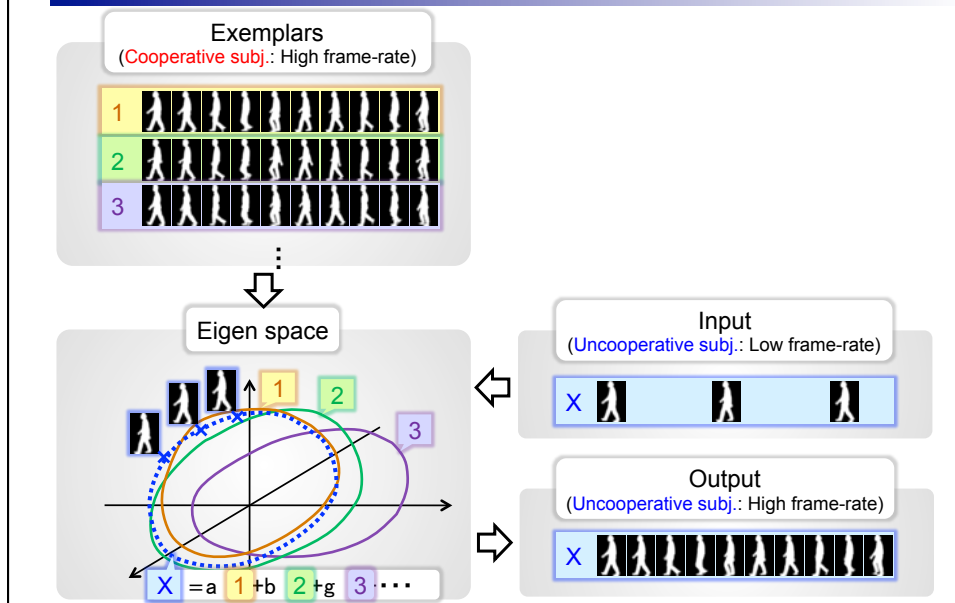 Exemplars
(Cooperative subj.: High frame-rate)
1
2
3
⋮
Eigen space
1
2
3
X =a 1 +b 2 +g 3 ····
Input
(Uncooperative subj.: Low frame-rate)
X
Output
(Uncooperative subj.: High frame-rate)
X